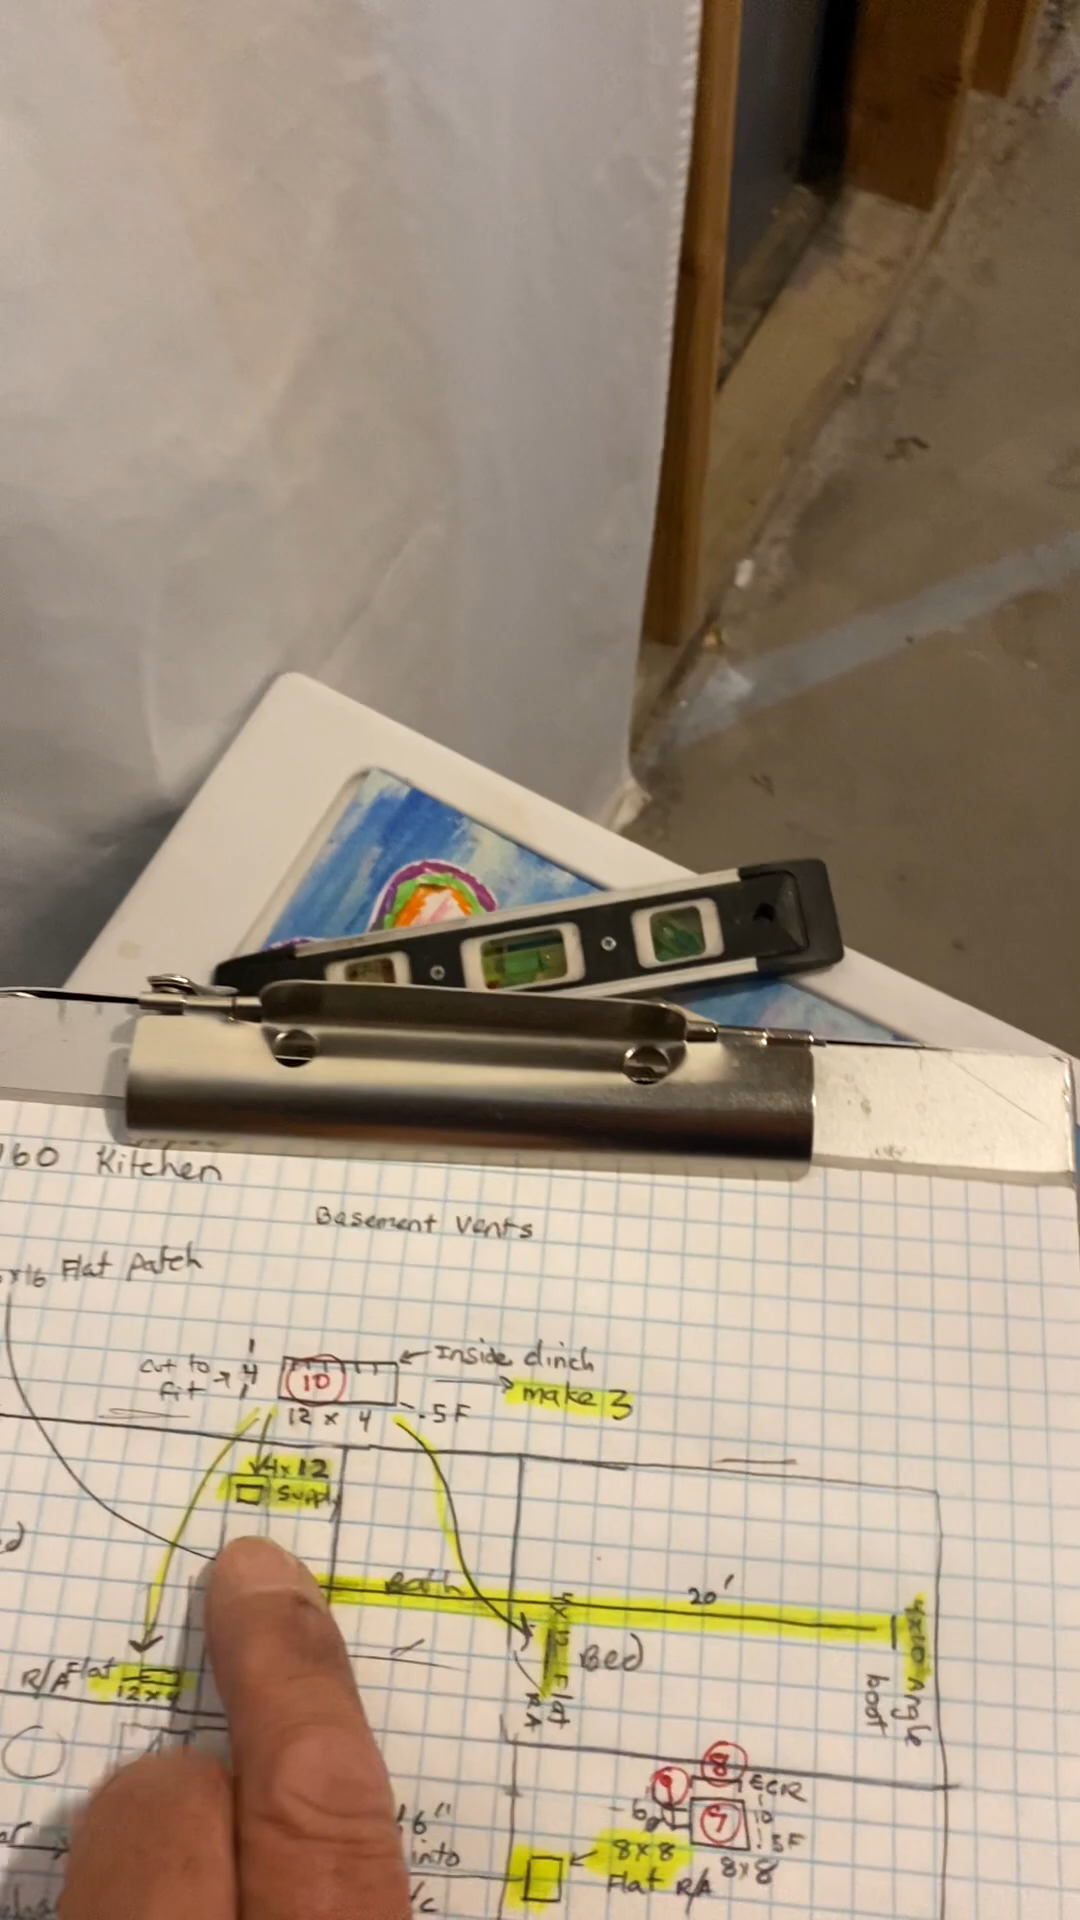 160 Kitchen
Basement Vents
x16 Flat patch
cut to fit
4
10
Inside clinch
make 3
12 x 4
.5F
4x12
supply
Bath
20'
4x12 Flat
RA
Bed
4x10 Angle
boot
R/A Flat
12x4
8
9
ECR
6"
7
10
.5F
8x8
6"
into
8x8
Flat R/A